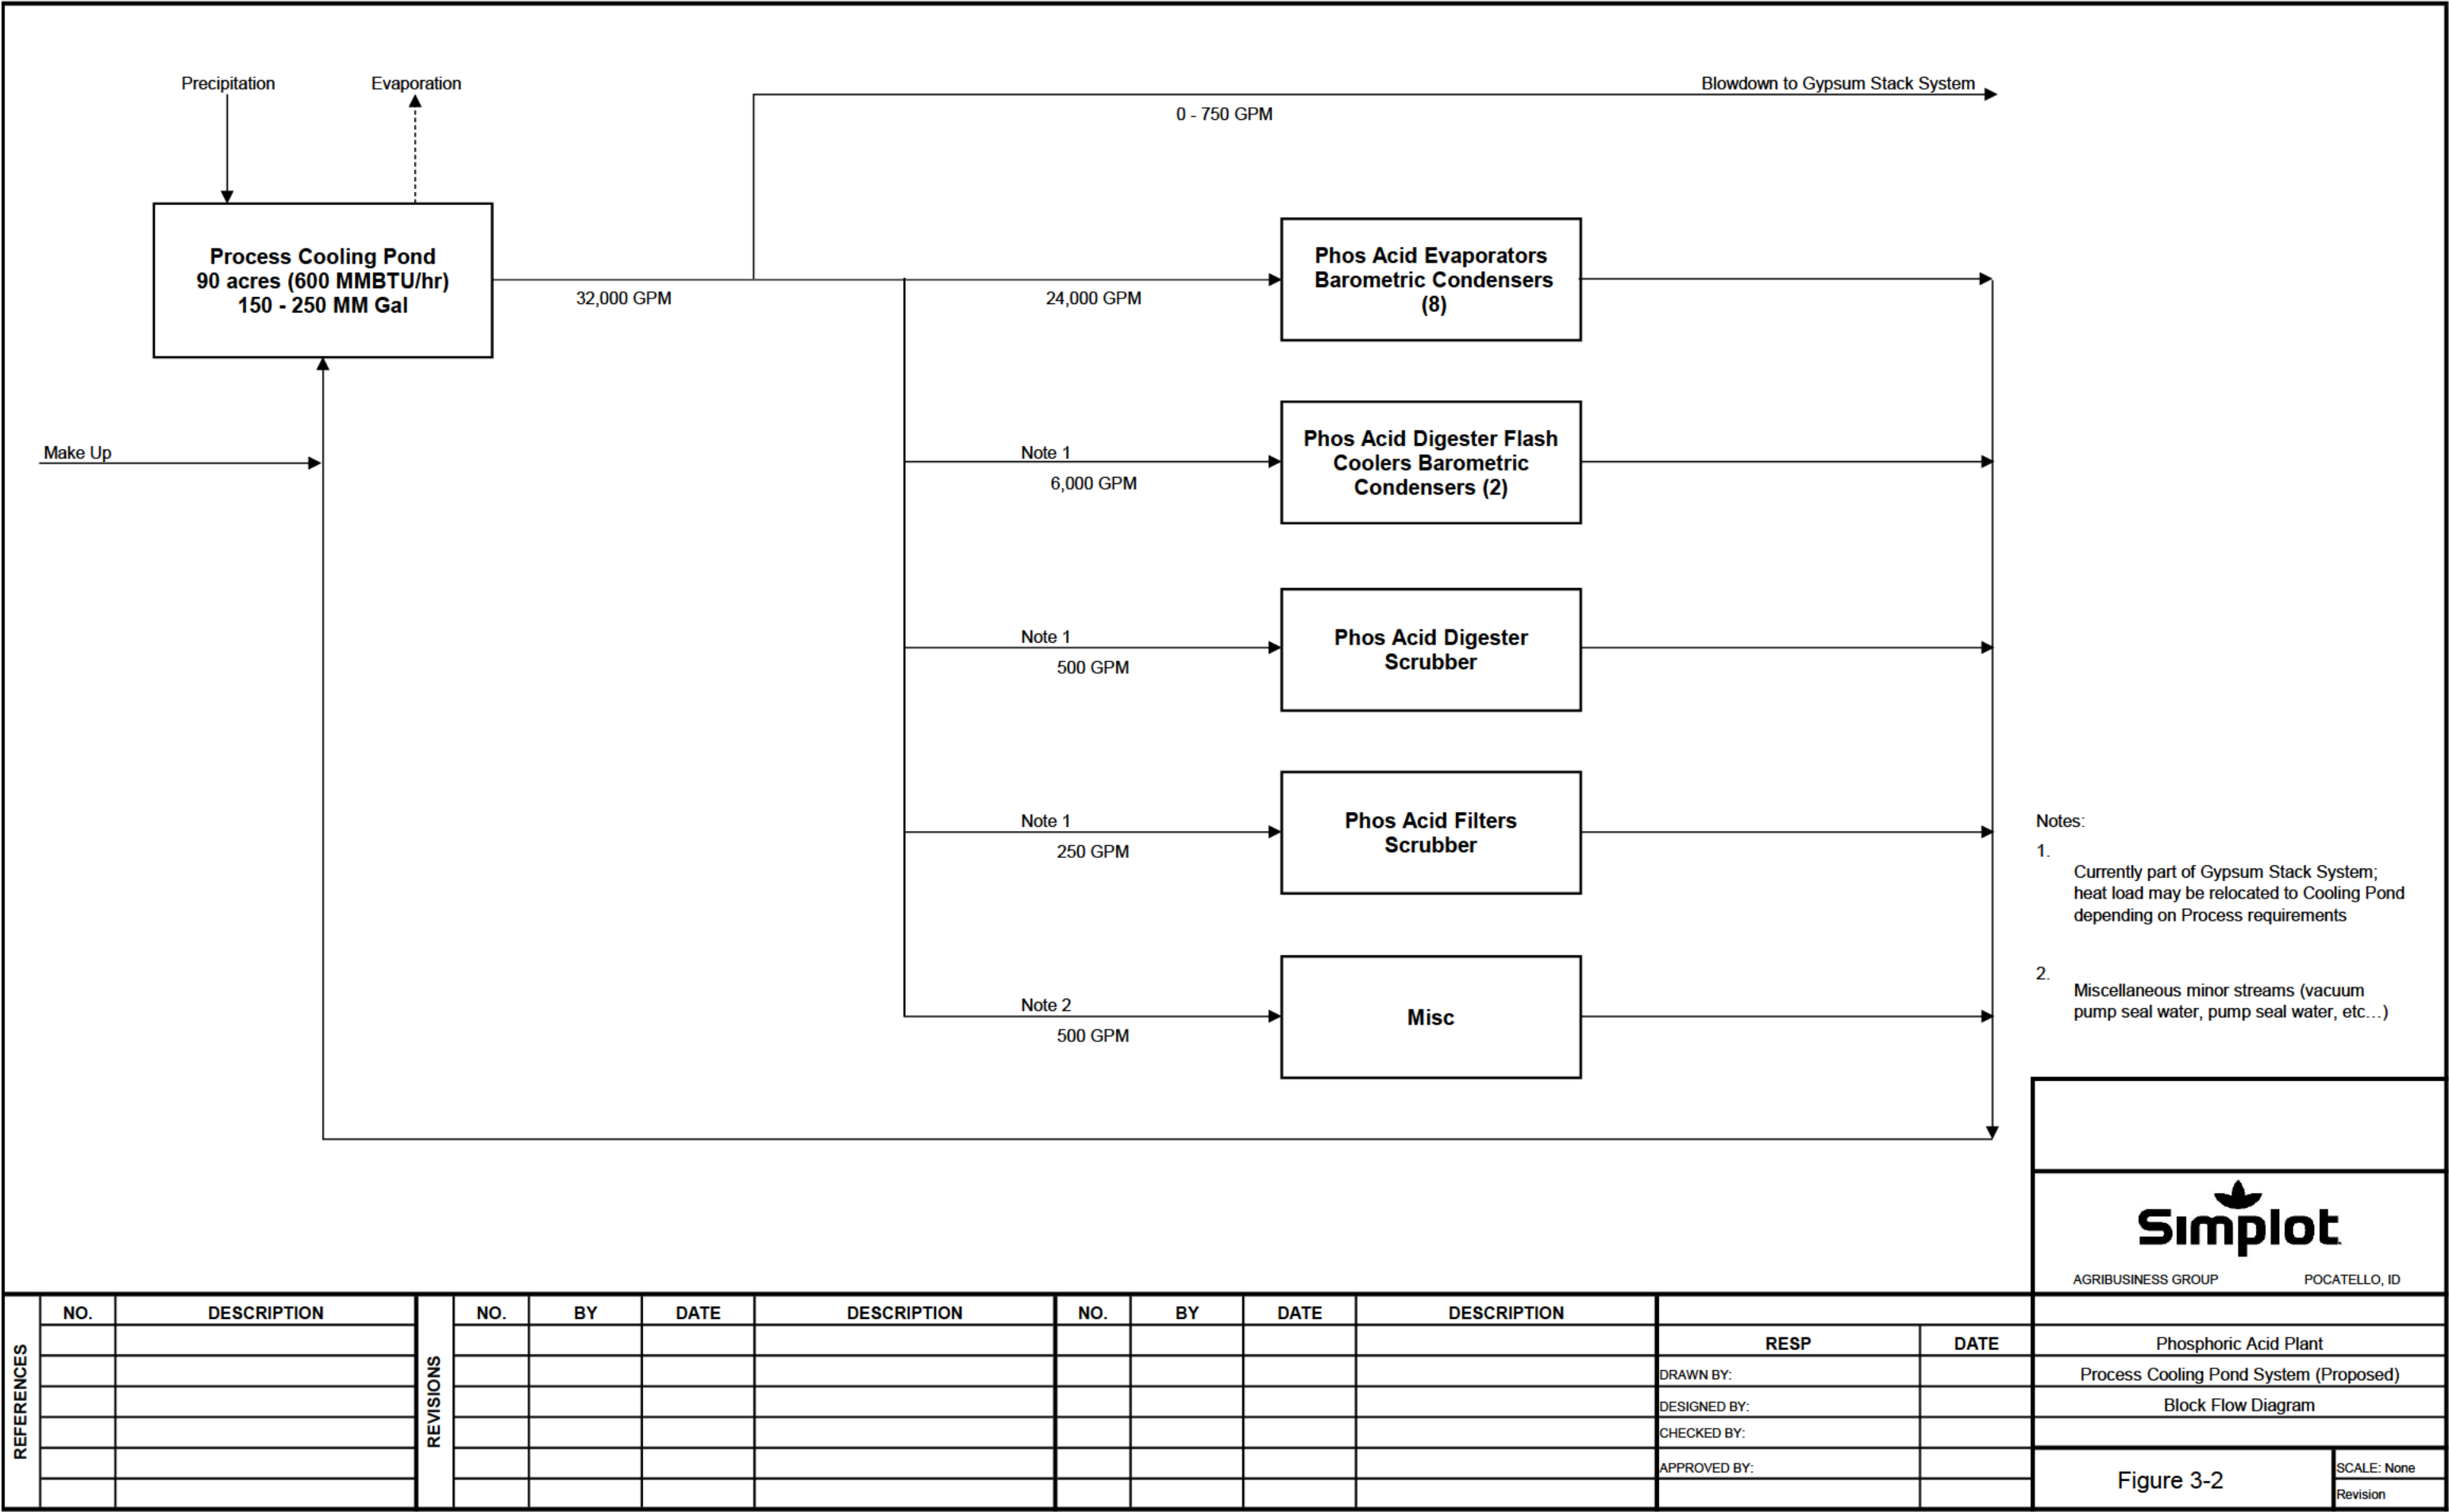 Precipitation
Evaporation
Blowdown to Gypsum Stack System
0 - 750 GPM
Process Cooling Pond
90 acres (600 MMBTU/hr)
150 - 250 MM Gal
32,000 GPM
24,000 GPM
Phos Acid Evaporators
Barometric Condensers
(8)
Make Up
Note 1
6,000 GPM
Phos Acid Digester Flash
Coolers Barometric
Condensers (2)
Note 1
500 GPM
Phos Acid Digester
Scrubber
Note 1
250 GPM
Phos Acid Filters
Scrubber
Note 2
500 GPM
Misc
Notes:
1.
Currently part of Gypsum Stack System;
heat load may be relocated to Cooling Pond
depending on Process requirements
2.
Miscellaneous minor streams (vacuum
pump seal water, pump seal water, etc...)
Simplot
AGRIBUSINESS GROUP POCATELLO, ID
REFERENCES
NO. DESCRIPTION
REVISIONS
NO. BY DATE DESCRIPTION
NO. BY DATE DESCRIPTION
RESP DATE
DRAWN BY:
DESIGNED BY:
CHECKED BY:
APPROVED BY:
Phosphoric Acid Plant
Process Cooling Pond System (Proposed)
Block Flow Diagram
Figure 3-2
SCALE: None
Revision